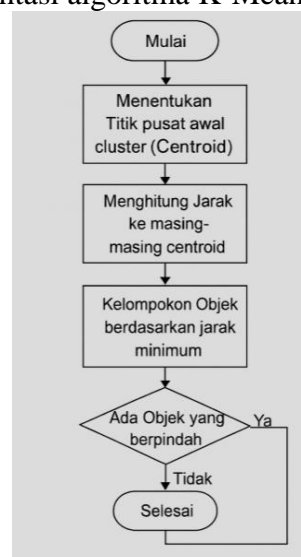 Mulai
Menentukan
Titik pusat awal
cluster (Centroid)
Menghitung Jarak
ke masing-
masing centroid
Kelompokon Objek
berdasarkan jarak
minimum
Ada Objek yang
berpindah
Ya
Tidak
Selesai